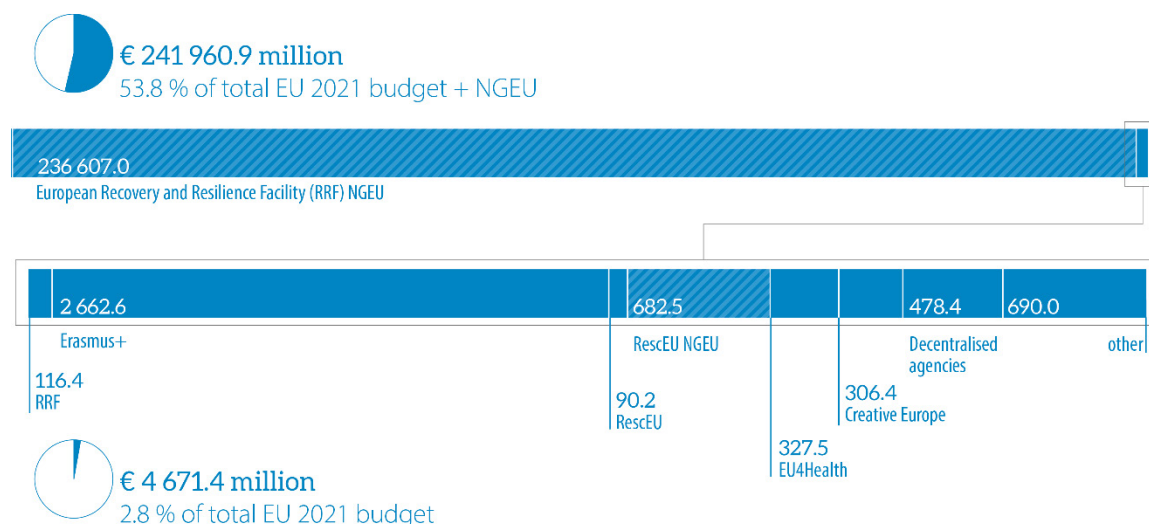 € 241 960.9 million
53.8 % of total EU 2021 budget + NGEU
236 607.0
European Recovery and Resilience Facility (RRF) NGEU
2 662.6
682.5
478.4
690.0
Erasmus+
RescEU NGEU
Decentralised
agencies
other
116.4
RRF
90.2
RescEU
306.4
Creative Europe
327.5
EU4Health
€ 4 671.4 million
2.8 % of total EU 2021 budget